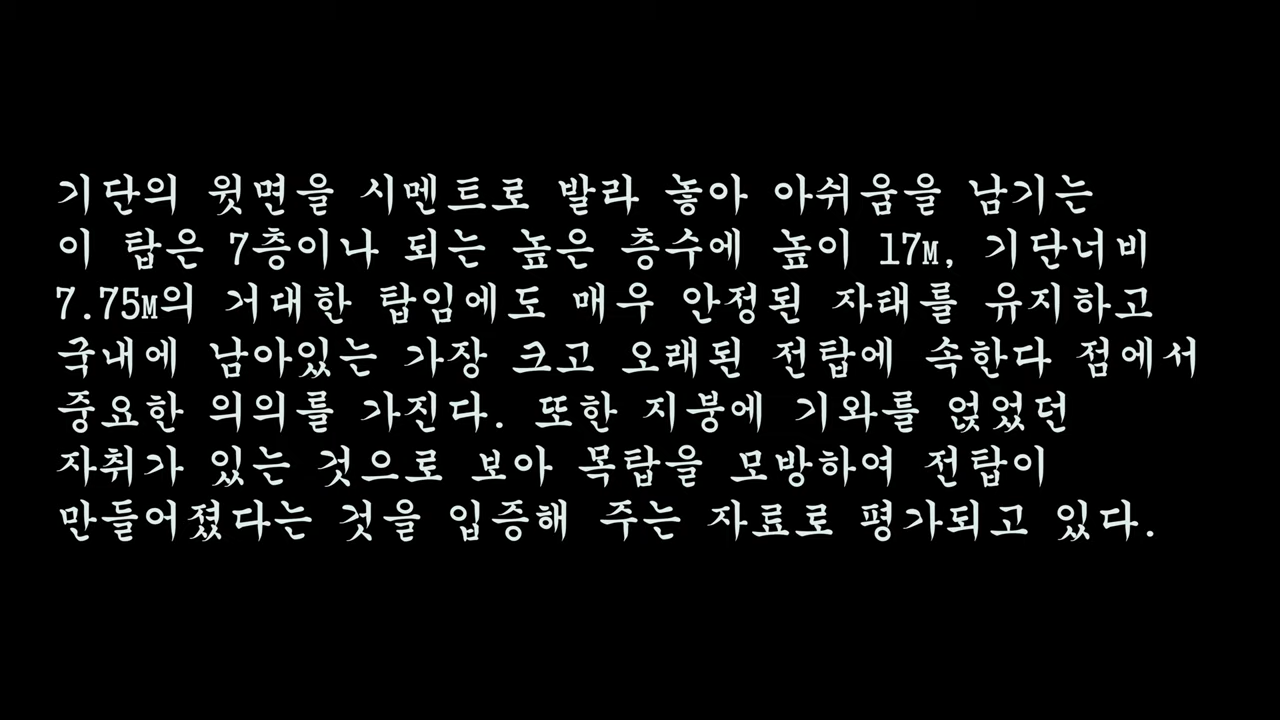 기단의 윗면을 시멘트로 발라 놓아 아쉬움을 남기는
이 탑은 7층이나 되는 높은 층수에 높이 17M, 기단너비
7.75M의 거대한 탑임에도 매우 안정된 자태를 유지하고
국내에 남아있는 가장 크고 오래된 전탑에 속한다 점에서
중요한 의의를 가진다. 또한 지붕에 기와를 얹었던
자취가 있는 것으로 보아 목탑을 모방하여 전탑이
만들어졌다는 것을 입증해 주는 자료로 평가되고 있다.